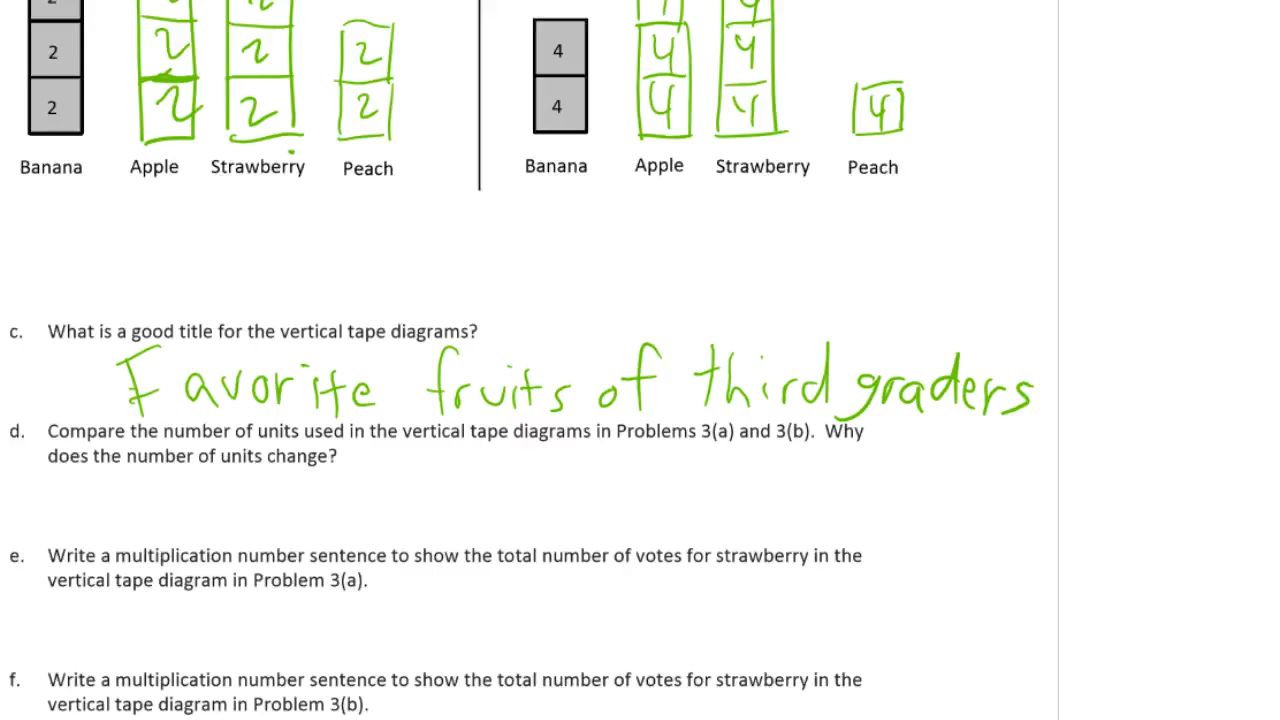 2 2
2 2 2 2 4 4 4
2 2 2 2 4 4 4 4
Banana Apple Strawberry Peach Banana Apple Strawberry Peach
c. What is a good title for the vertical tape diagrams?
Favorite fruits of third graders
d. Compare the number of units used in the vertical tape diagrams in Problems 3(a) and 3(b). Why
does the number of units change?
e. Write a multiplication number sentence to show the total number of votes for strawberry in the
vertical tape diagram in Problem 3(a).
f. Write a multiplication number sentence to show the total number of votes for strawberry in the
vertical tape diagram in Problem 3(b).